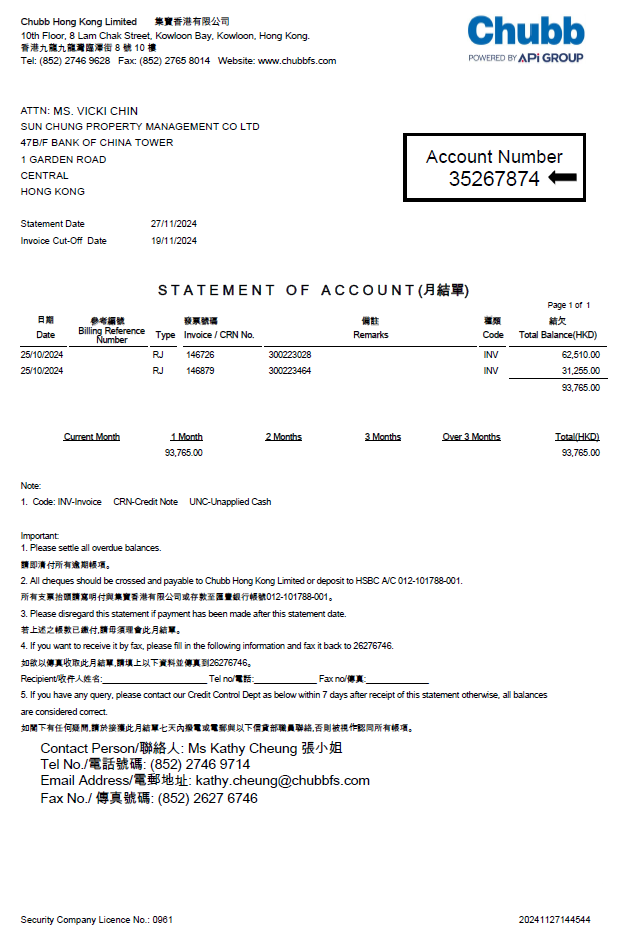 Chubb Hong Kong Limited 集寶香港有限公司
10th Floor, 8 Lam Chak Street, Kowloon Bay, Kowloon, Hong Kong.
香港九龍九龍灣臨澤街 8 號 10 樓
Tel: (852) 2746 9628 Fax: (852) 2765 8014 Website: www.chubbfs.com
Chubb
POWERED BY APi GROUP
ATTN: MS. VICKI CHIN
SUN CHUNG PROPERTY MANAGEMENT CO LTD
47B/F BANK OF CHINA TOWER
1 GARDEN ROAD
CENTRAL
HONG KONG
Account Number
35267874
Statement Date 27/11/2024
Invoice Cut-Off Date 19/11/2024
STATEMENT OF ACCOUNT(月結單)
Page 1 of 1
日期 參考編號 發票號碼 備註 種類 結欠
Date Billing Reference Number Type Invoice / CRN No. Remarks Code Total Balance(HKD)
25/10/2024 RJ 146726 300223028 INV 62,510.00
25/10/2024 RJ 146879 300223464 INV 31,255.00
93,765.00
Current Month 1 Month 2 Months 3 Months Over 3 Months Total(HKD)
93,765.00 93,765.00
Note:
1. Code: INV-Invoice CRN-Credit Note UNC-Unapplied Cash
Important:
1. Please settle all overdue balances.
請即清付所有逾期帳項。
2. All cheques should be crossed and payable to Chubb Hong Kong Limited or deposit to HSBC A/C 012-101788-001.
所有支票抬頭請寫明付與集寶香港有限公司或存款至匯豐銀行帳號012-101788-001。
3. Please disregard this statement if payment has been made after this statement date.
若上述之帳款已繳付,請毋須理會此月結單。
4. If you want to receive it by fax, please fill in the following information and fax it back to 26276746.
如欲以傳真收取此月結單,請填上以下資料並傳真到26276746。
Recipient/收件人姓名:____________________ Tel no/電話:____________ Fax no/傳真:____________
5. If you have any query, please contact our Credit Control Dept as below within 7 days after receipt of this statement otherwise, all balances
are considered correct.
如閣下有任何疑問,請於接獲此月結單七天內撥電或電郵與以下信貸部職員聯絡,否則被視作認同所有帳項。
Contact Person/聯絡人: Ms Kathy Cheung 張小姐
Tel No./電話號碼: (852) 2746 9714
Email Address/電郵地址: kathy.cheung@chubbfs.com
Fax No./ 傳真號碼: (852) 2627 6746
Security Company Licence No.: 0961
20241127144544